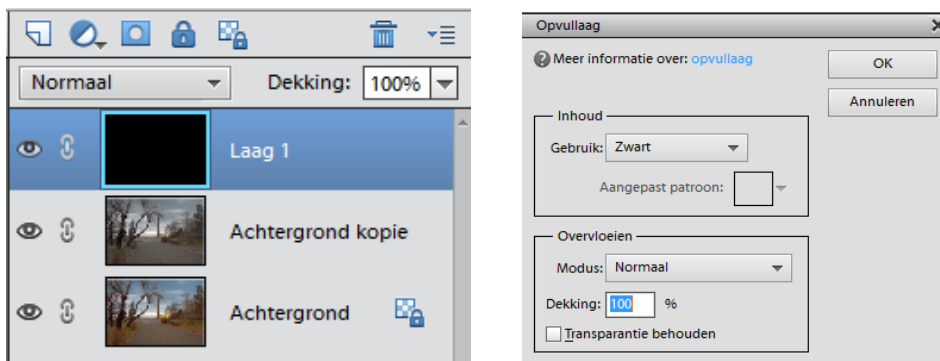 Normaal Dekking: 100%
Laag 1
Achtergrond kopie
Achtergrond
Opvullaag
Meer informatie over: opvullaag
OK
Annuleren
Inhoud
Gebruik: Zwart
Aangepast patroon:
Overvloeien
Modus: Normaal
Dekking: 100 %
Transparantie behouden